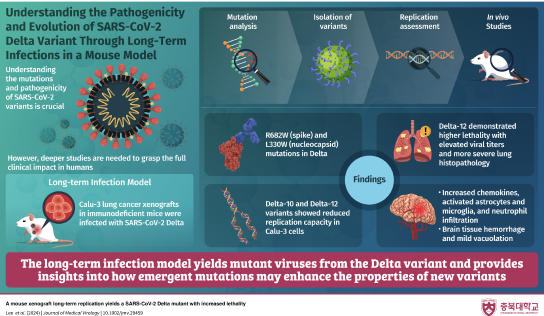 Understanding the Pathogenicity
and Evolution of SARS-CoV-2
Delta Variant Through Long-Term
Infections in a Mouse Model
Understanding
the mutations
and pathogenicity
of SARS-CoV-2
variants is crucial
However, deeper studies are needed to grasp the full
clinical impact in humans
Long-term Infection Model
Calu-3 lung cancer xenografts
in immunodeficient mice were
infected with SARS-CoV-2 Delta
Mutation
analysis
Isolation of
variants
Replication
assessment
In vivo
Studies
R682W (spike) and
L330W (nucleocapsid)
mutations in Delta
Delta-12 demonstrated
higher lethality with
elevated viral titers
and more severe lung
histopathology
Findings
Delta-10 and Delta-12
variants showed reduced
replication capacity in
Calu-3 cells
• Increased chemokines,
activated astrocytes and
microglia, and neutrophil
infiltration
• Brain tissue hemorrhage
and mild vacuolation
The long-term infection model yields mutant viruses from the Delta variant and provides
insights into how emergent mutations may enhance the properties of new variants
A mouse xenograft long-term replication yields a SARS-CoV-2 Delta mutant with increased lethality
Lee et al. (2024) | Journal of Medical Virology | 10.1002/jmv.29459
충북대학교